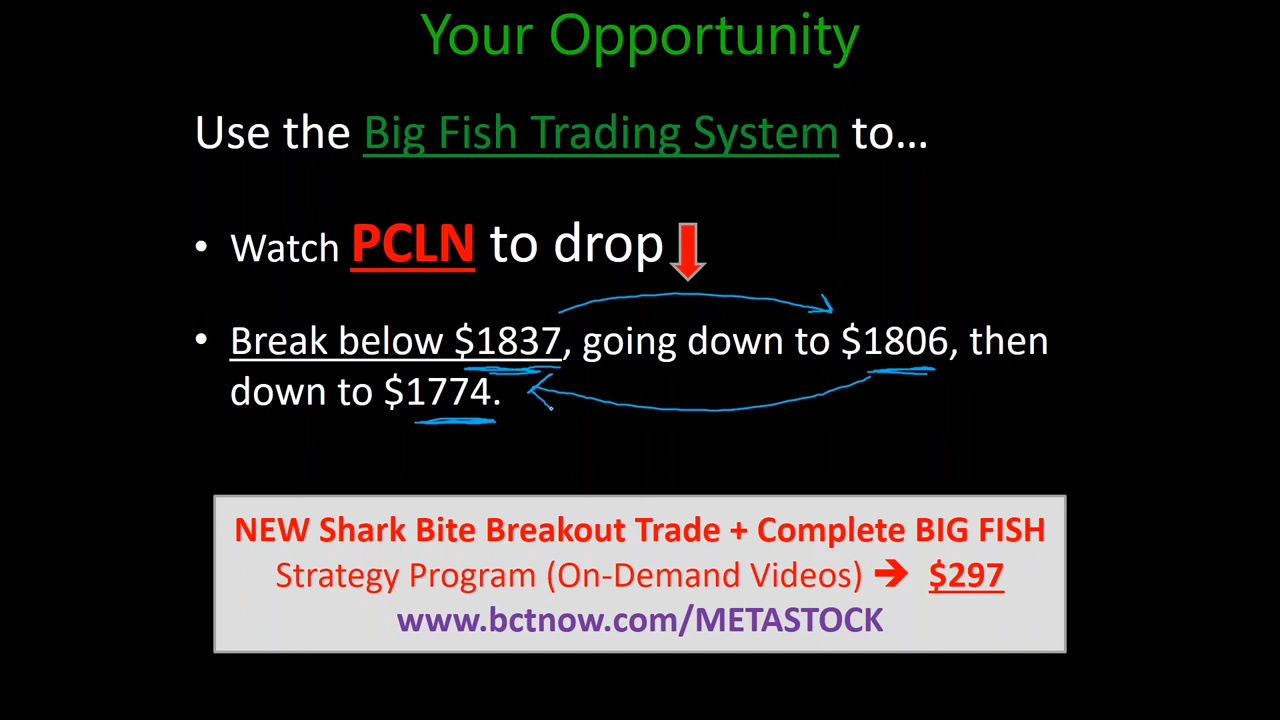 Your Opportunity
Use the Big Fish Trading System to...
• Watch PCLN to drop
• Break below $1837, going down to $1806, then
down to $1774.
NEW Shark Bite Breakout Trade + Complete BIG FISH
Strategy Program (On-Demand Videos) ➔ $297
www.bctnow.com/METASTOCK